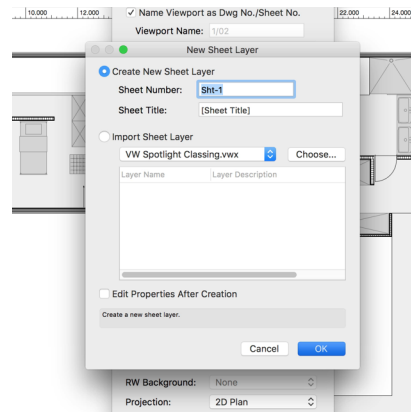 10.000 12.000 22.000 24.000
Name Viewport as Dwg No./Sheet No.
Viewport Name: 1/02
New Sheet Layer
Create New Sheet Layer
Sheet Number: Sht-1
Sheet Title: [Sheet Title]
Import Sheet Layer
VW Spotlight Classing.vwx Choose...
Layer Name Layer Description
Edit Properties After Creation
Create a new sheet layer.
Cancel OK
RW Background: None
Projection: 2D Plan